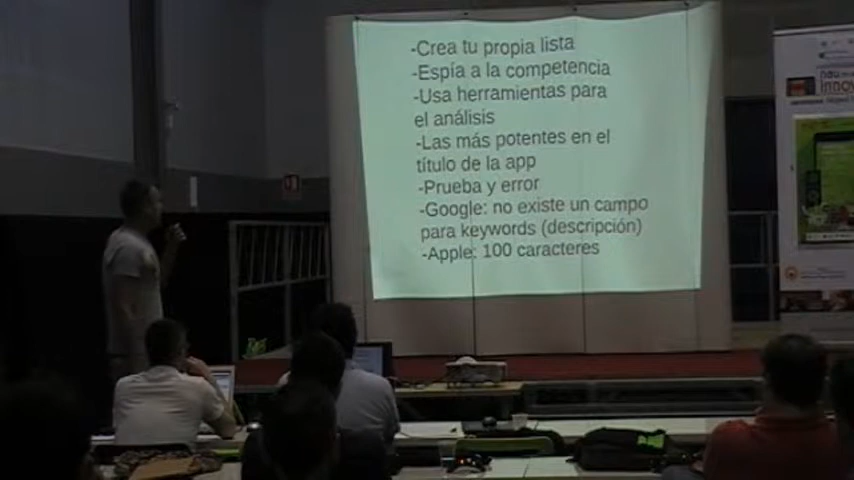 -Crea tu propia lista
-Espía a la competencia
-Usa herramientas para
el análisis
-Las más potentes en el
título de la app
-Prueba y error
-Google: no existe un campo
para keywords (descripción)
-Apple: 100 caracteres